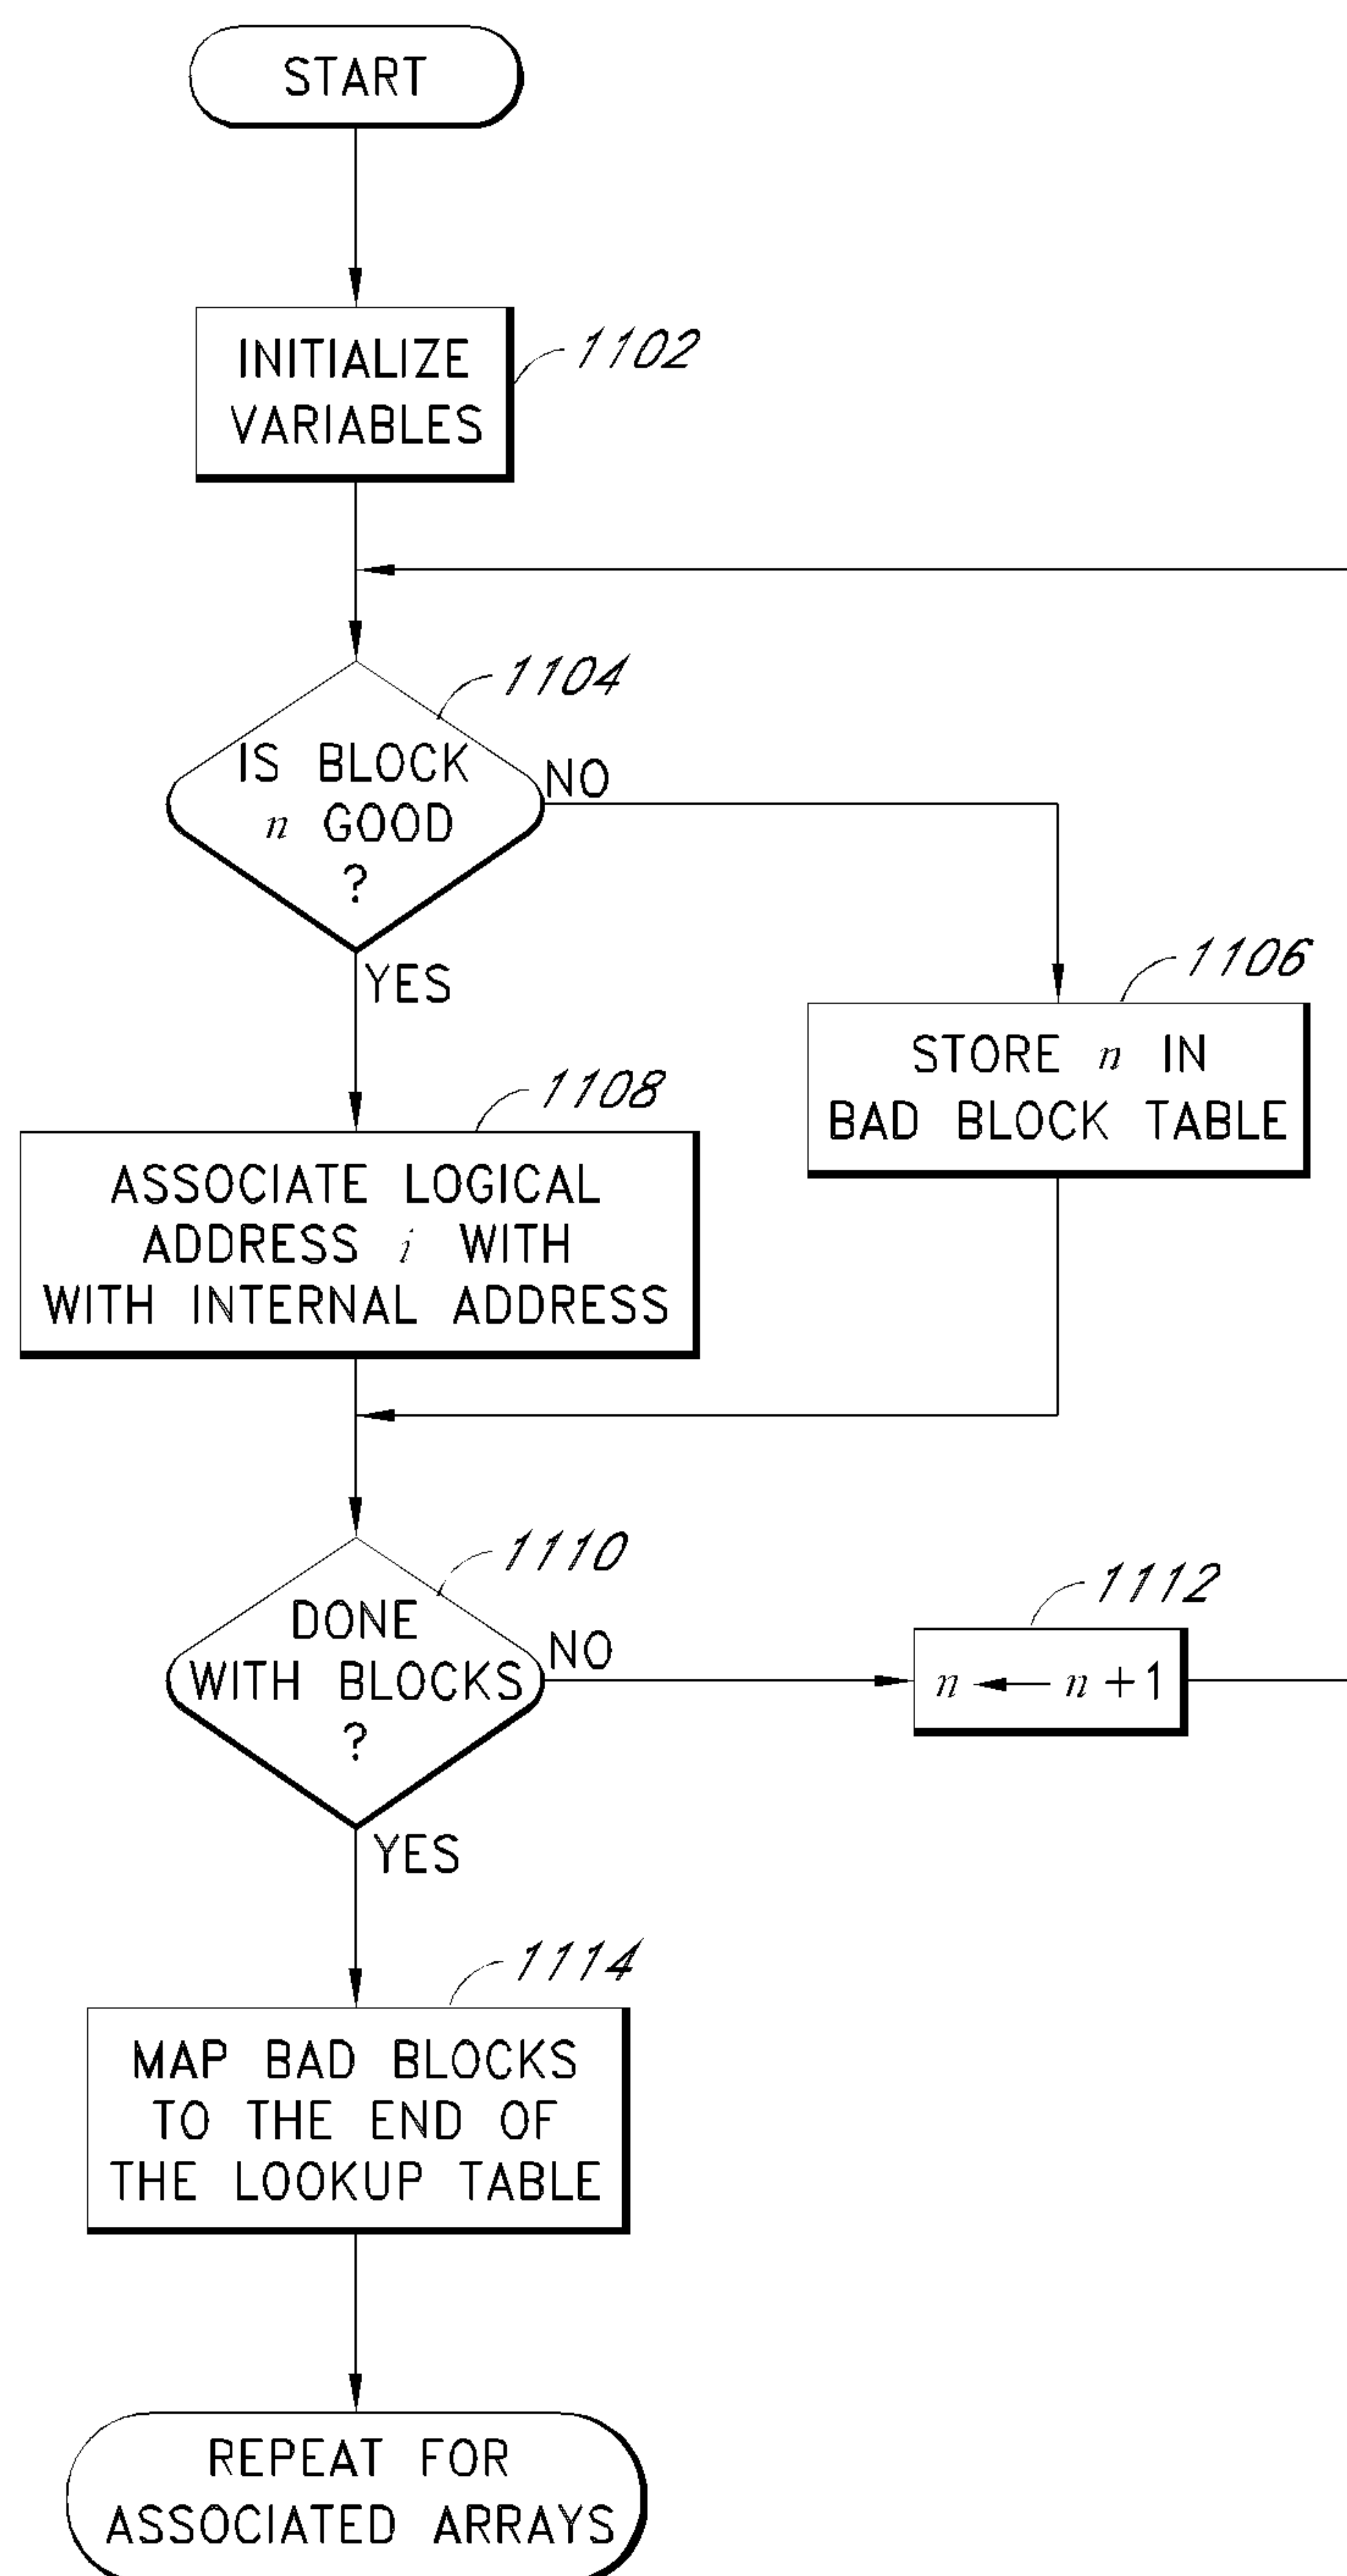 START
INITIALIZE
VARIABLES
1102
1104
IS BLOCK
n GOOD
?
NO
YES
1106
STORE n IN
BAD BLOCK TABLE
1108
ASSOCIATE LOGICAL
ADDRESS i WITH
WITH INTERNAL ADDRESS
1110
DONE
WITH BLOCKS
?
NO
YES
1112
n ← n +1
1114
MAP BAD BLOCKS
TO THE END OF
THE LOOKUP TABLE
REPEAT FOR
ASSOCIATED ARRAYS